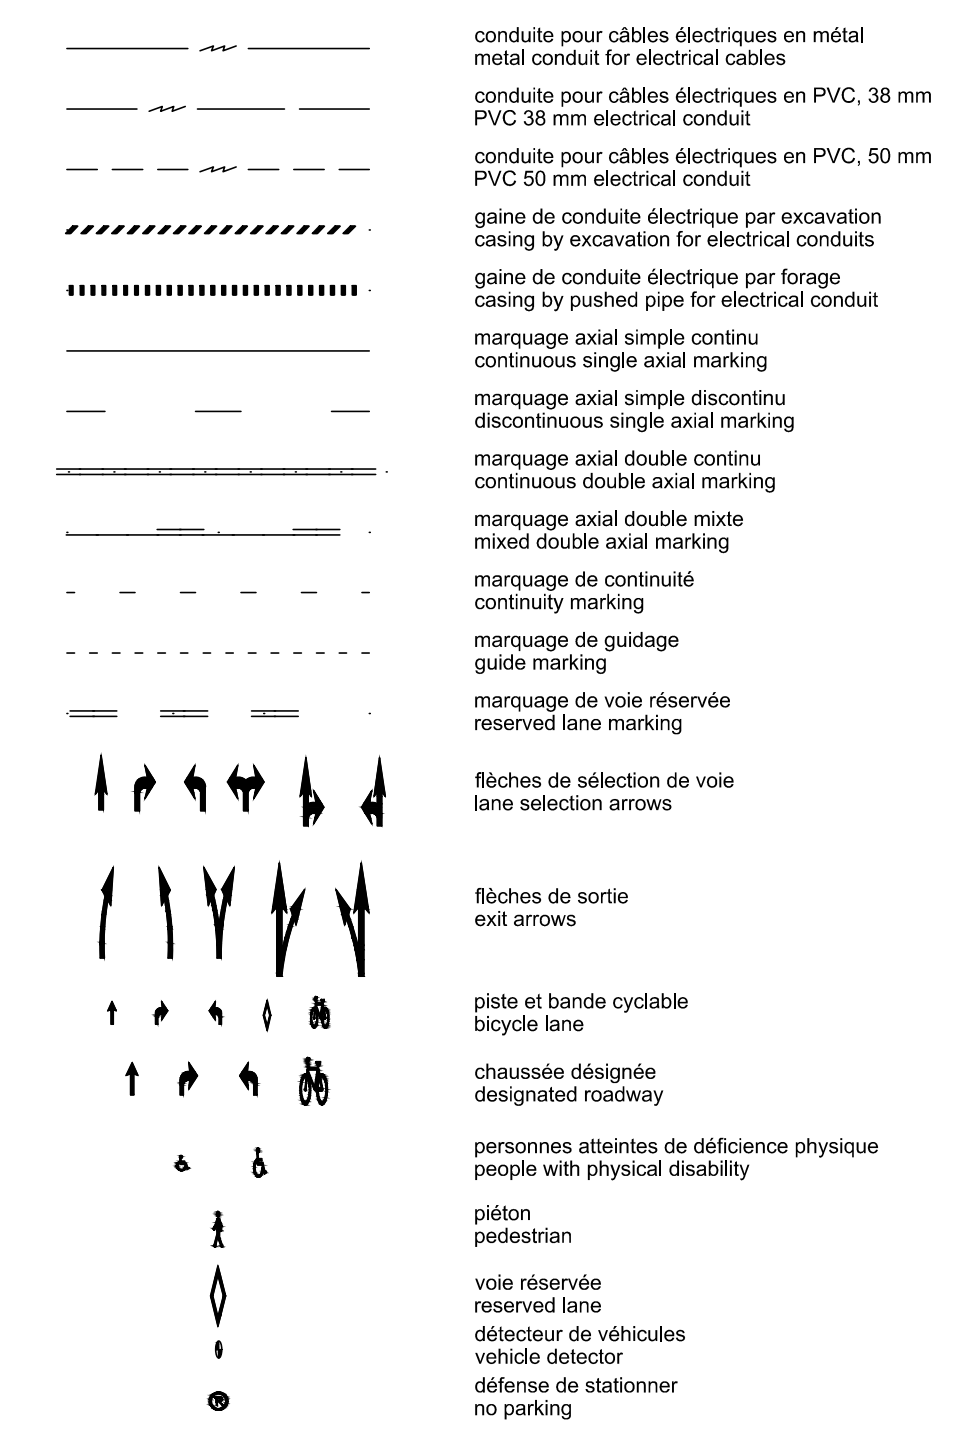 conduite pour câbles électriques en métal
metal conduit for electrical cables
conduite pour câbles électriques en PVC, 38 mm
PVC 38 mm electrical conduit
conduite pour câbles électriques en PVC, 50 mm
PVC 50 mm electrical conduit
gaine de conduite électrique par excavation
casing by excavation for electrical conduits
gaine de conduite électrique par forage
casing by pushed pipe for electrical conduit
marquage axial simple continu
continuous single axial marking
marquage axial simple discontinu
discontinuous single axial marking
marquage axial double continu
continuous double axial marking
marquage axial double mixte
mixed double axial marking
marquage de continuité
continuity marking
marquage de guidage
guide marking
marquage de voie réservée
reserved lane marking
flèches de sélection de voie
lane selection arrows
flèches de sortie
exit arrows
piste et bande cyclable
bicycle lane
chaussée désignée
designated roadway
personnes atteintes de déficience physique
people with physical disability
piéton
pedestrian
voie réservée
reserved lane
détecteur de véhicules
vehicle detector
défense de stationner
no parking